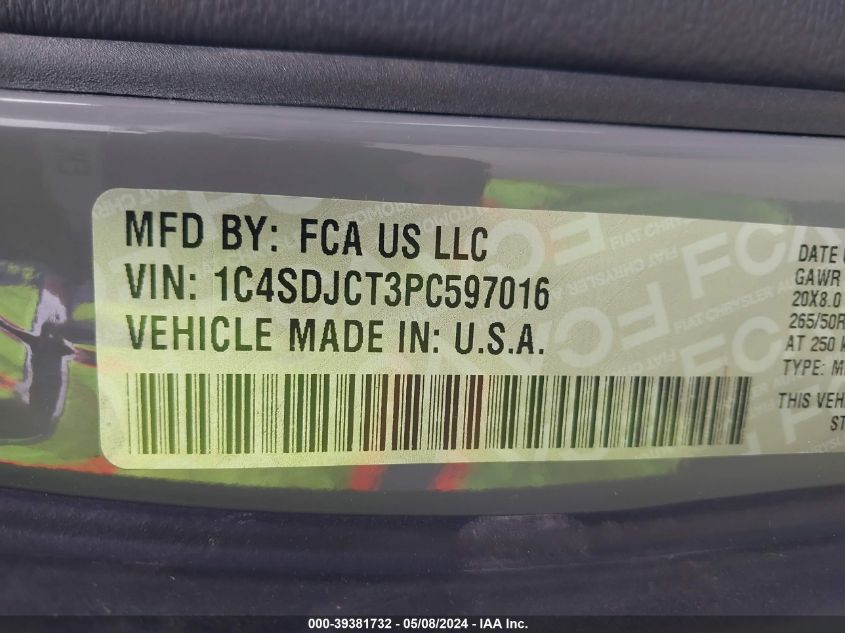 MFD BY: FCA US LLC
VIN: 1C4SDJCT3PC597016
VEHICLE MADE IN: U.S.A.
DATE
GAWR
20X8.0
265/50R
AT 250
TYPE:
THIS VEH
ST
000-39381732 - 05/08/2024 - IAA Inc.